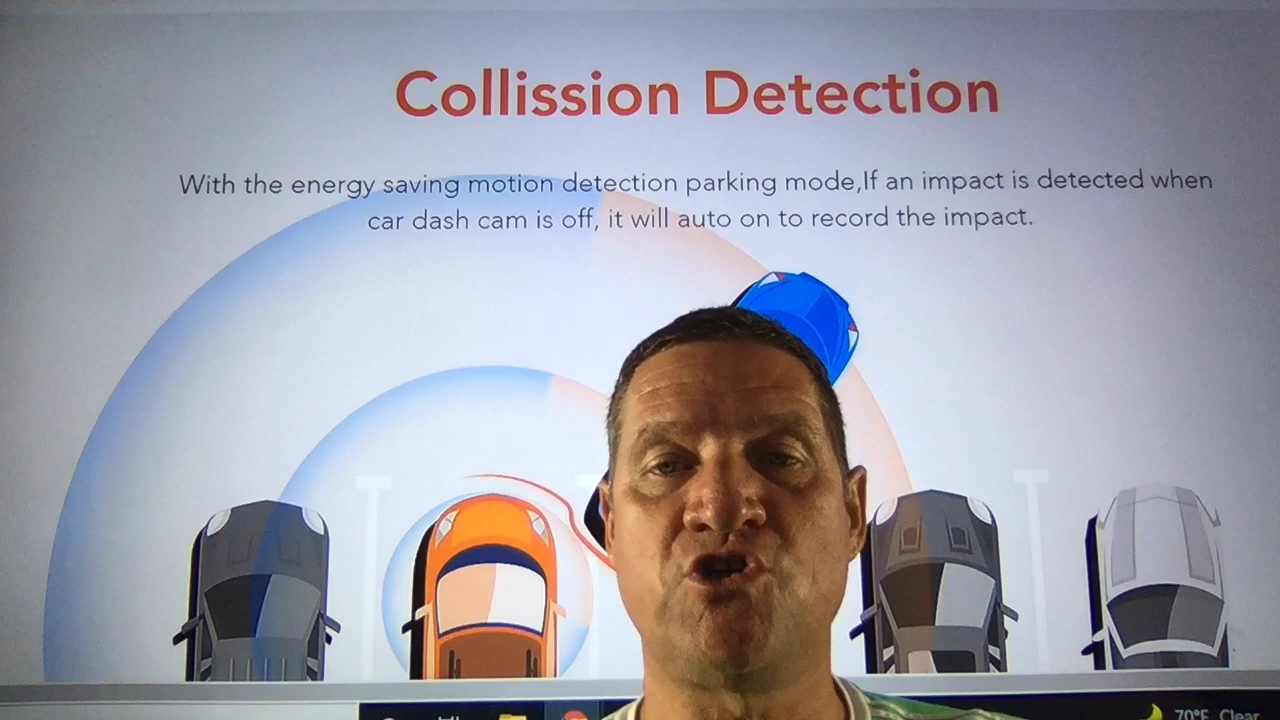 Collission Detection
With the energy saving motion detection parking mode,If an impact is detected when
car dash cam is off, it will auto on to record the impact.
70°F Clear